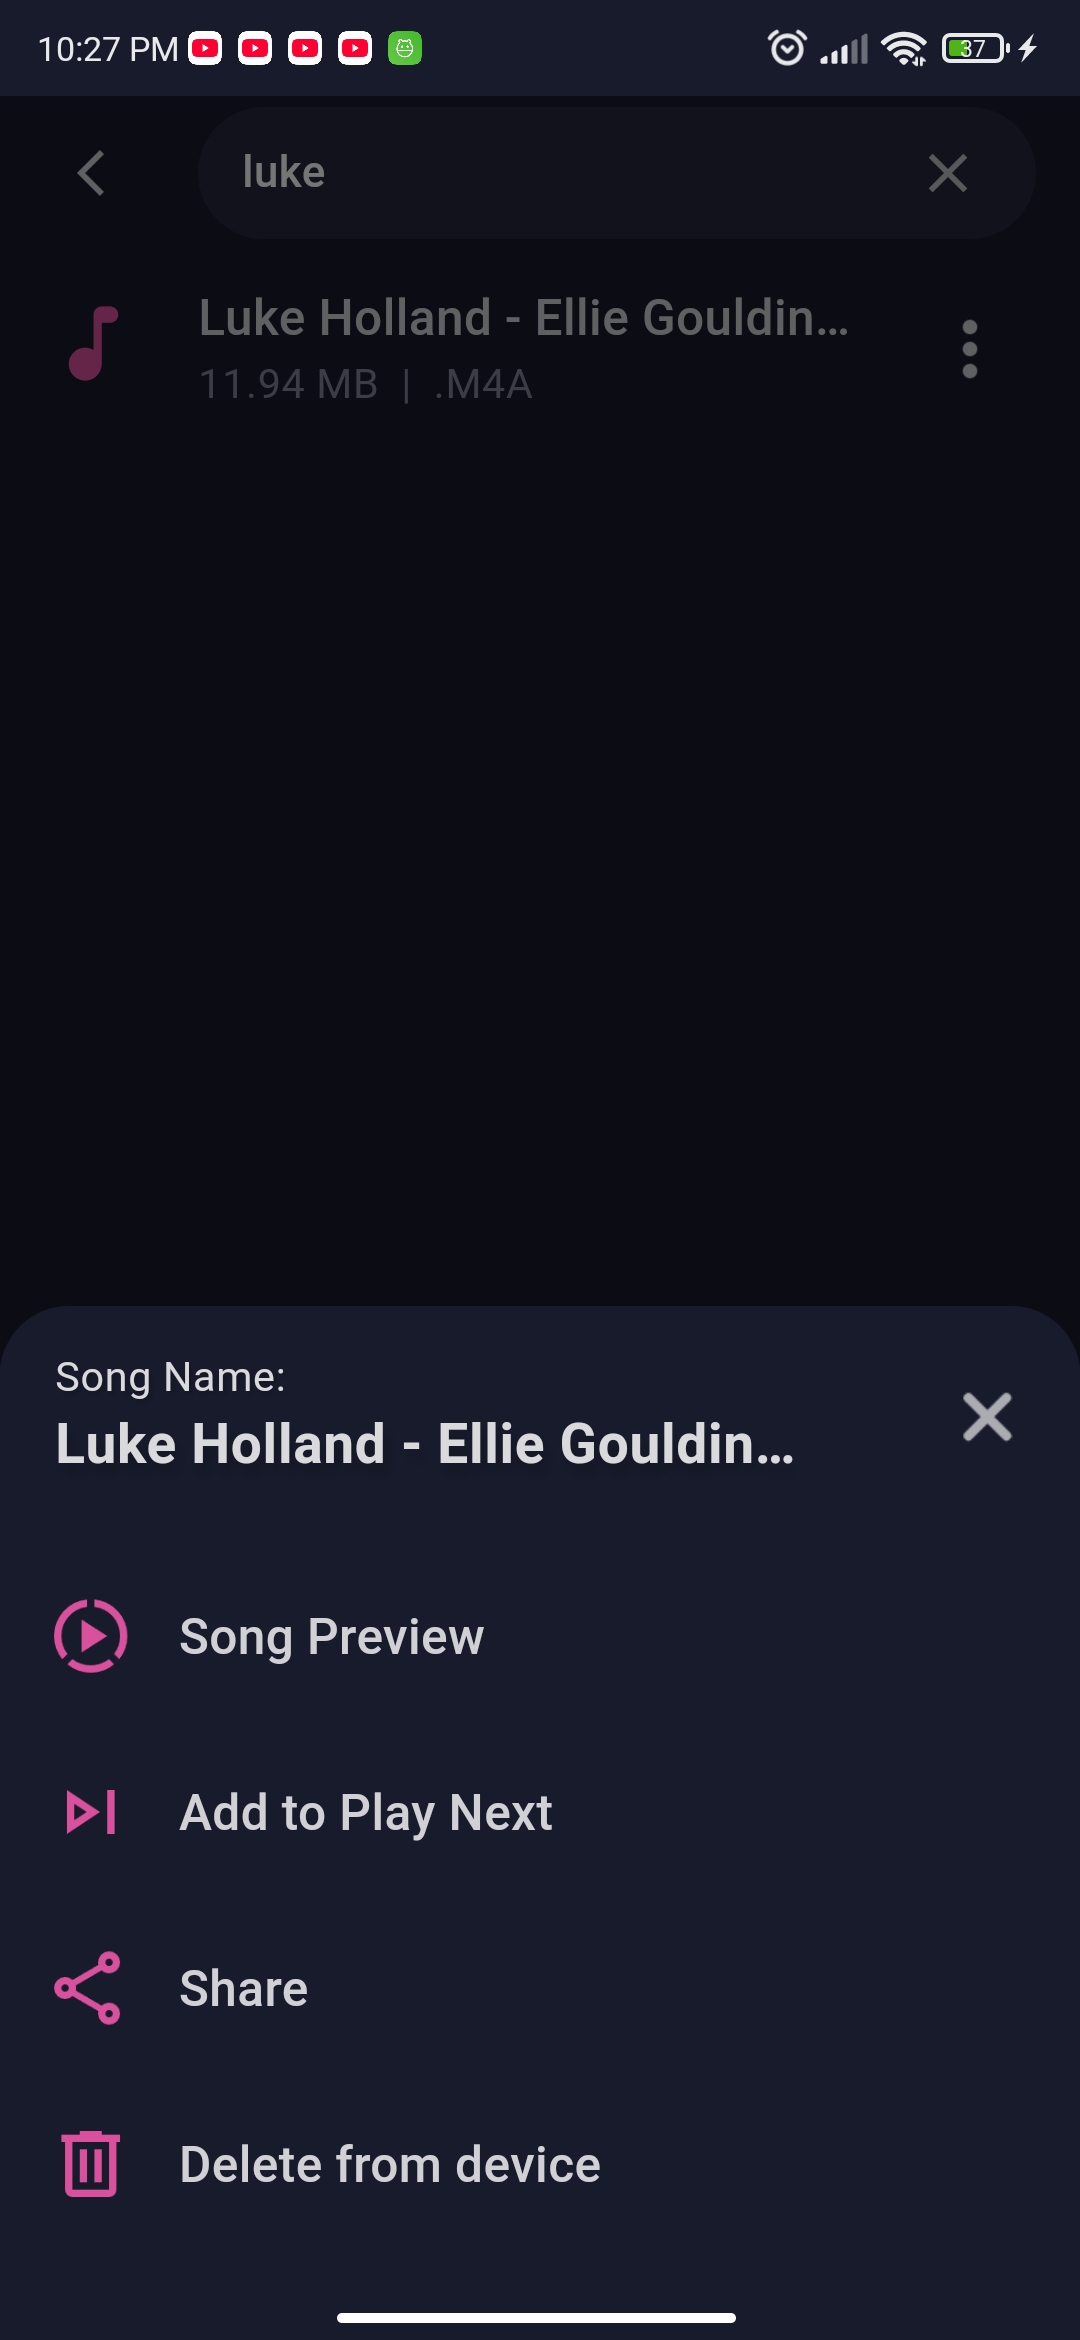 10:27 PM
37
luke
Luke Holland - Ellie Gouldin...
11.94 MB | .M4A
Song Name:
Luke Holland - Ellie Gouldin...
Song Preview
Add to Play Next
Share
Delete from device